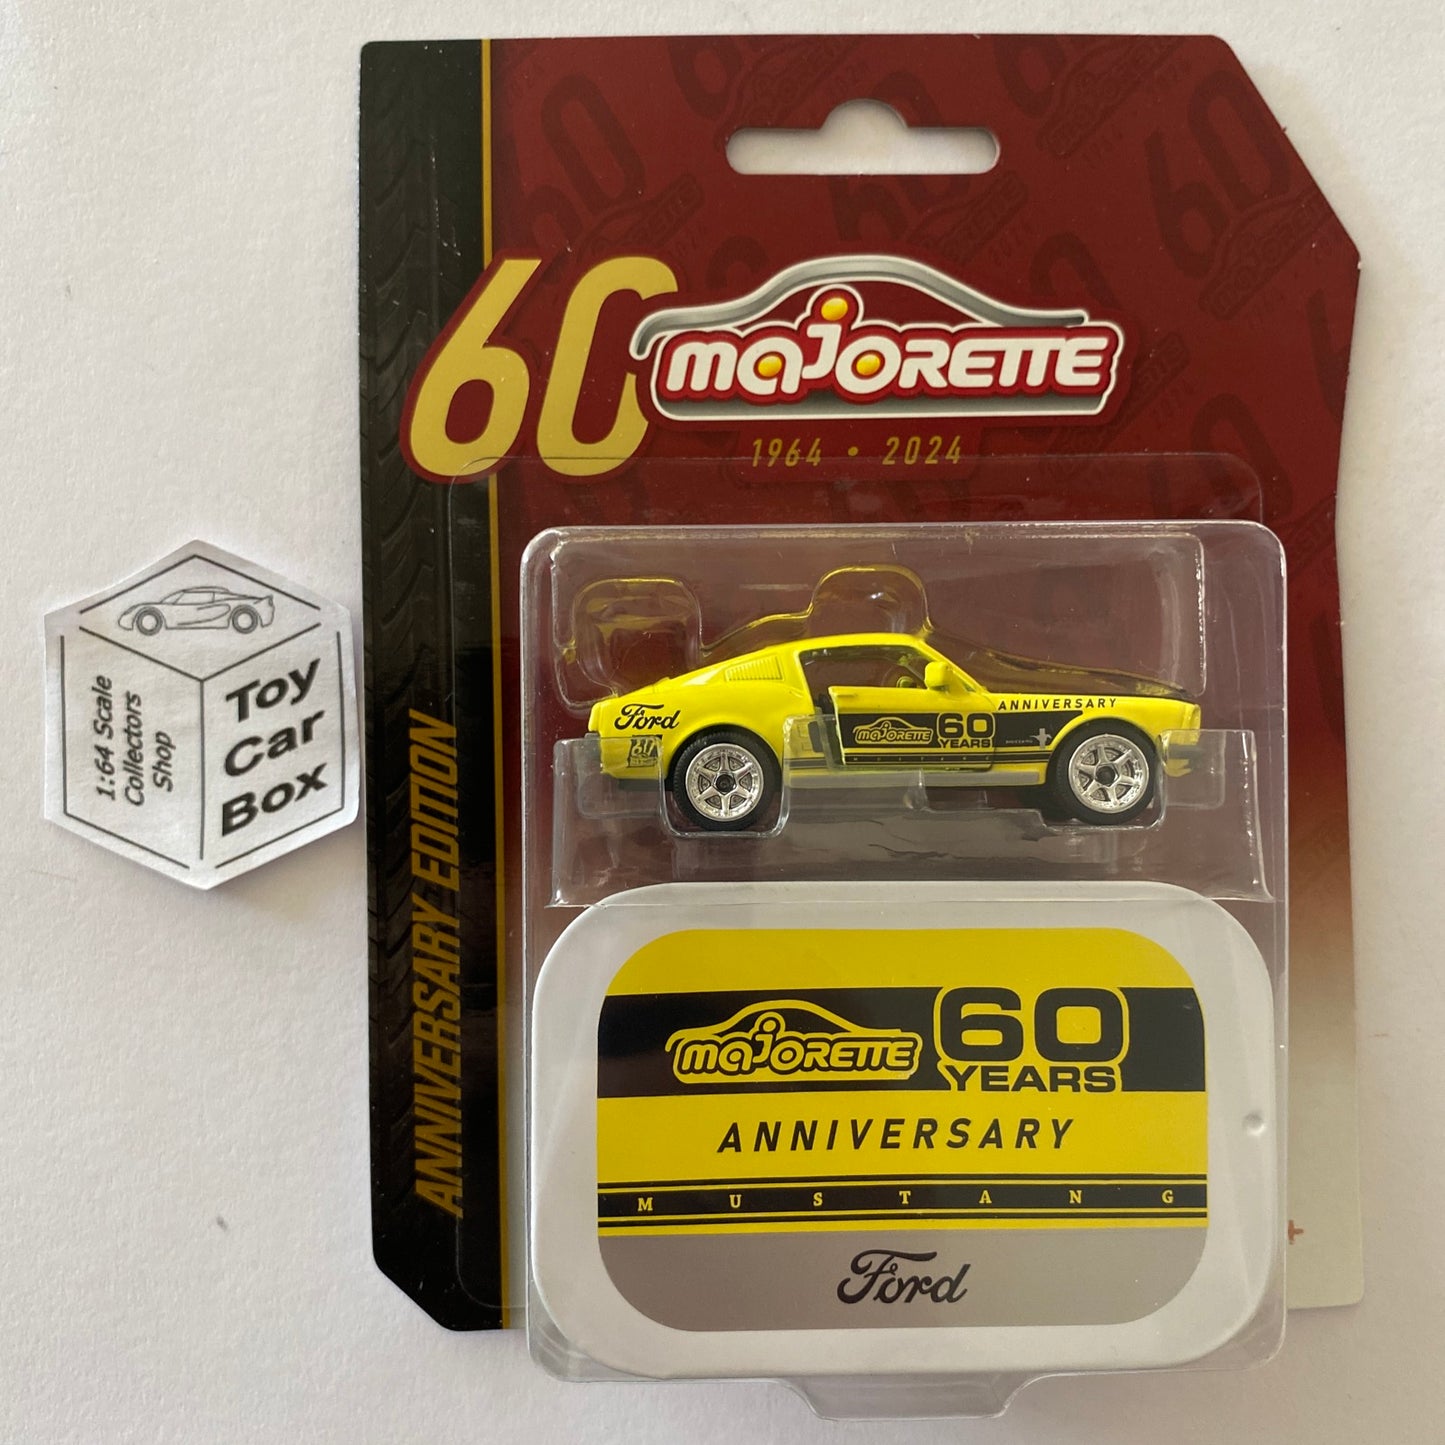 60 MAJORETTE
1964 • 2024
ANNIVERSARY EDITION
1:64 Scale
Collectors
Shop
Toy
Car
Box
Ford
MAJORETTE 60
YEARS
ANNIVERSARY
MUSTANG
MAJORETTE 60
YEARS
ANNIVERSARY
MUSTANG
Ford